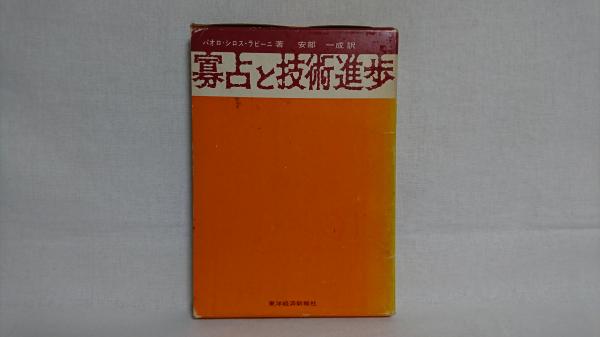 パオロ・シロス・ラビーニ著 安部 一成訳
寡占と技術進歩
東洋経済新報社